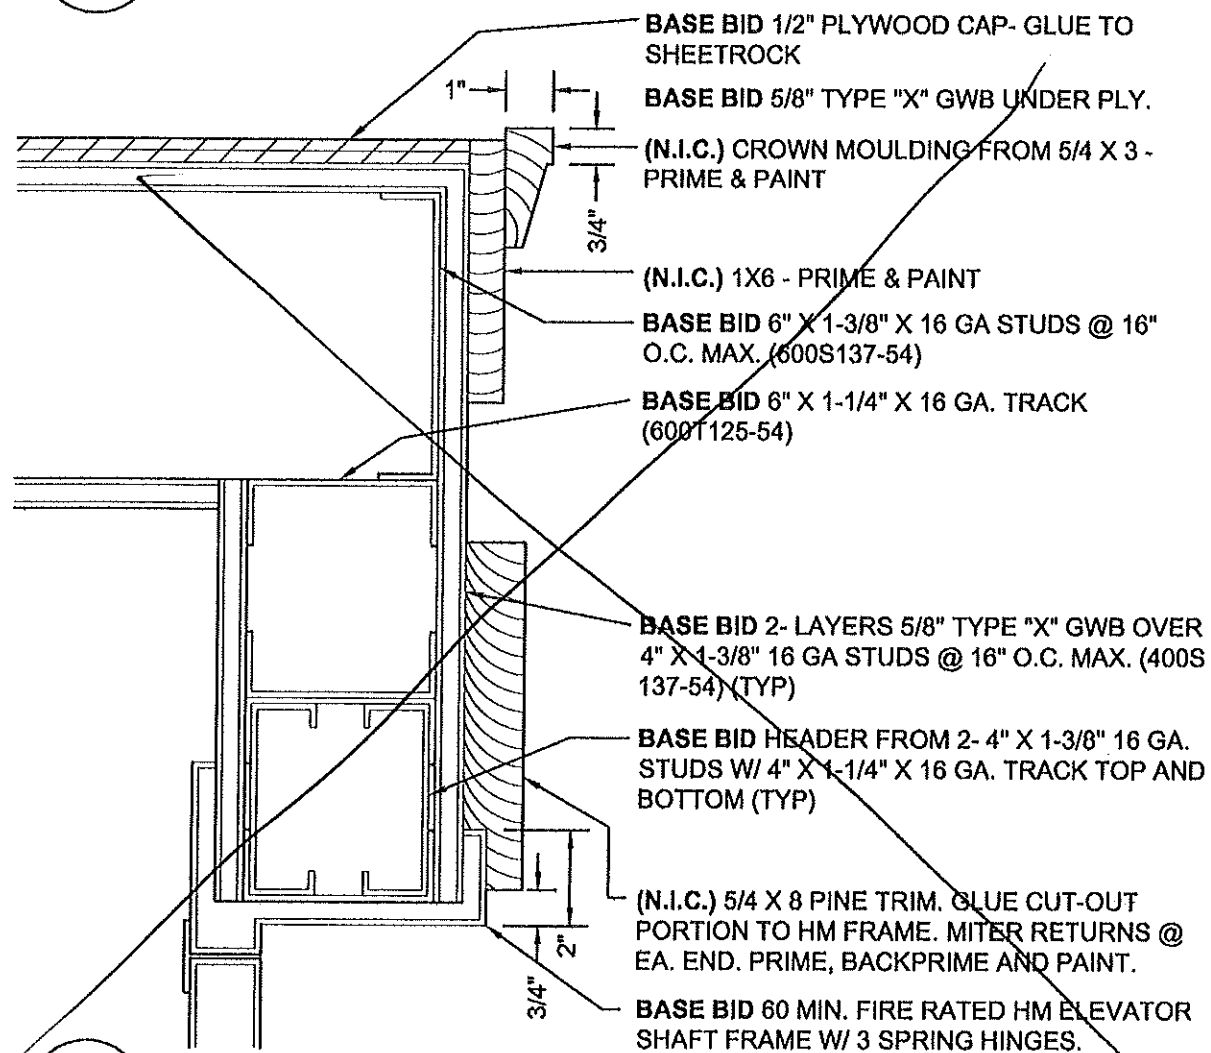 BASE BID 1/2" PLYWOOD CAP- GLUE TO
SHEETROCK
1"
BASE BID 5/8" TYPE "X" GWB UNDER PLY.
(N.I.C.) CROWN MOULDING FROM 5/4 X 3 -
PRIME & PAINT
3/4"
(N.I.C.) 1X6 - PRIME & PAINT
BASE BID 6" X 1-3/8" X 16 GA STUDS @ 16"
O.C. MAX. (600S137-54)
BASE BID 6" X 1-1/4" X 16 GA. TRACK
(600T125-54)
BASE BID 2- LAYERS 5/8" TYPE "X" GWB OVER
4" X 1-3/8" 16 GA STUDS @ 16" O.C. MAX. (400S
137-54) (TYP)
BASE BID HEADER FROM 2- 4" X 1-3/8" 16 GA.
STUDS W/ 4" X 1-1/4" X 16 GA. TRACK TOP AND
BOTTOM (TYP)
(N.I.C.) 5/4 X 8 PINE TRIM. GLUE CUT-OUT
PORTION TO HM FRAME. MITER RETURNS @
EA. END. PRIME, BACKPRIME AND PAINT.
2"
3/4"
BASE BID 60 MIN. FIRE RATED HM ELEVATOR
SHAFT FRAME W/ 3 SPRING HINGES.